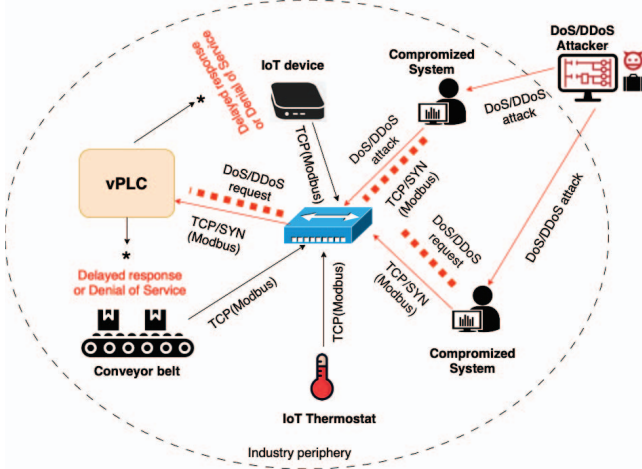 DoS/DDoS
Attacker
Compromized
System
IoT device
Delayed response
or Denial of Service
*
DoS/DDoS
attack
DoS/DDoS
attack
TCP(Modbus)
TCP/SYN
(Modbus)
vPLC
DoS/DDoS
request
TCP/SYN
(Modbus)
DoS/DDoS
request
TCP/SYN
(Modbus)
DoS/DDoS attack
*
Delayed response
or Denial of Service
TCP(Modbus)
TCP(Modbus)
Conveyor belt
Compromized
System
IoT Thermostat
Industry periphery